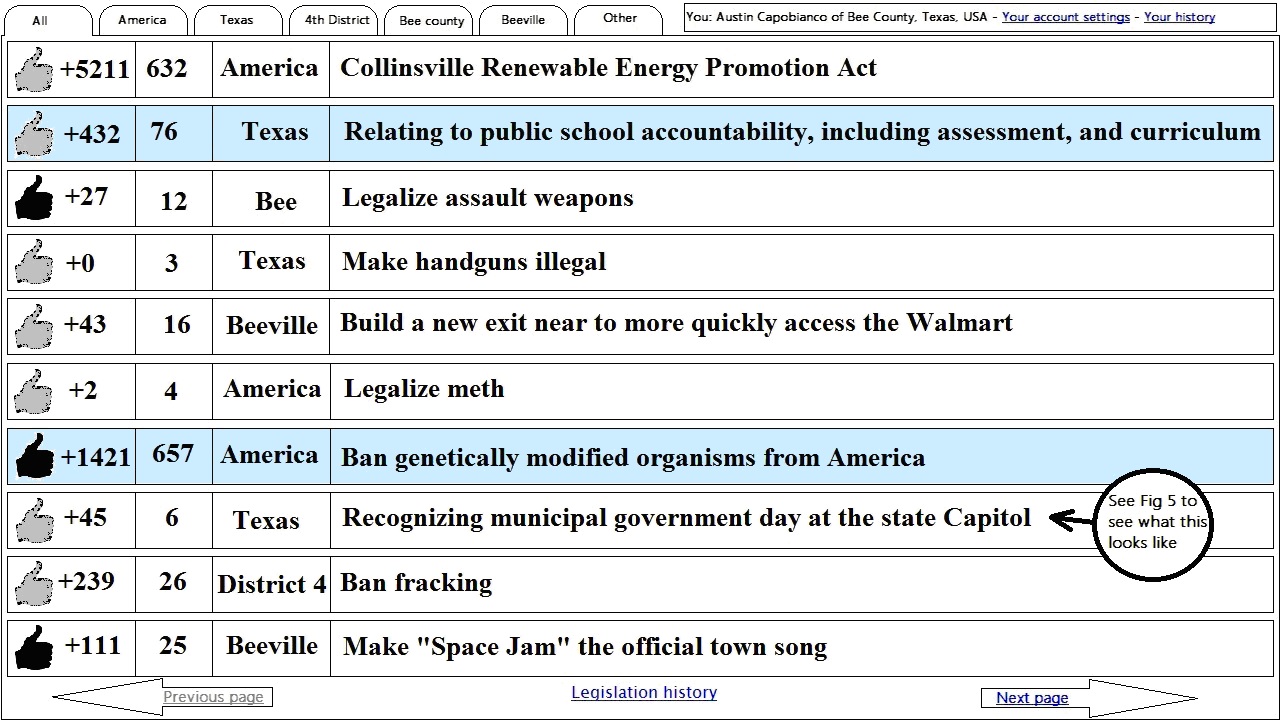 All America Texas 4th District Bee county Beeville Other You: Austin Capobianco of Bee County, Texas, USA - Your account settings - Your history
+5211 632 America Collinsville Renewable Energy Promotion Act
+432 76 Texas Relating to public school accountability, including assessment, and curriculum
+27 12 Bee Legalize assault weapons
+0 3 Texas Make handguns illegal
+43 16 Beeville Build a new exit near to more quickly access the Walmart
+2 4 America Legalize meth
+1421 657 America Ban genetically modified organisms from America
+45 6 Texas Recognizing municipal government day at the state Capitol
See Fig 5 to
see what this
looks like
+239 26 District 4 Ban fracking
+111 25 Beeville Make "Space Jam" the official town song
Previous page Legislation history Next page